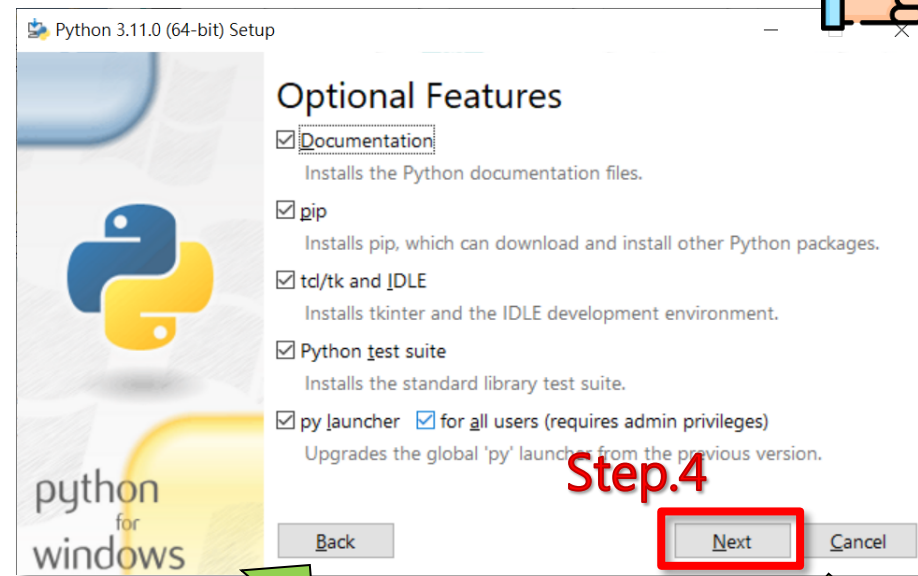 Python 3.11.0 (64-bit) Setup
Optional Features
Documentation
Installs the Python documentation files.
pip
Installs pip, which can download and install other Python packages.
tcl/tk and IDLE
Installs tkinter and the IDLE development environment.
Python test suite
Installs the standard library test suite.
py launcher for all users (requires admin privileges)
Upgrades the global 'py' launcher from the previous version.
Step.4
python
for
windows
Back
Next
Cancel